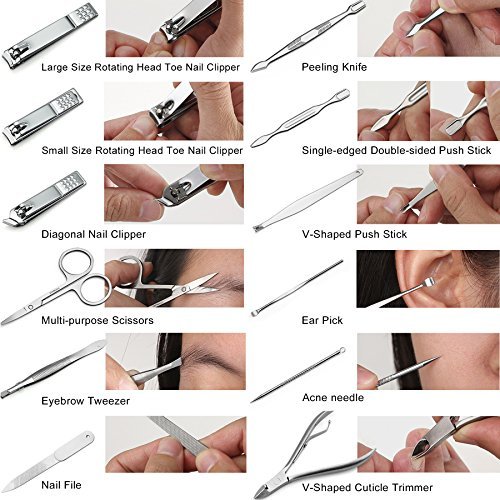 Large Size Rotating Head Toe Nail Clipper
Peeling Knife
Small Size Rotating Head Toe Nail Clipper
Single-edged Double-sided Push Stick
Diagonal Nail Clipper
V-Shaped Push Stick
Multi-purpose Scissors
Ear Pick
Eyebrow Tweezer
Acne needle
Nail File
V-Shaped Cuticle Trimmer